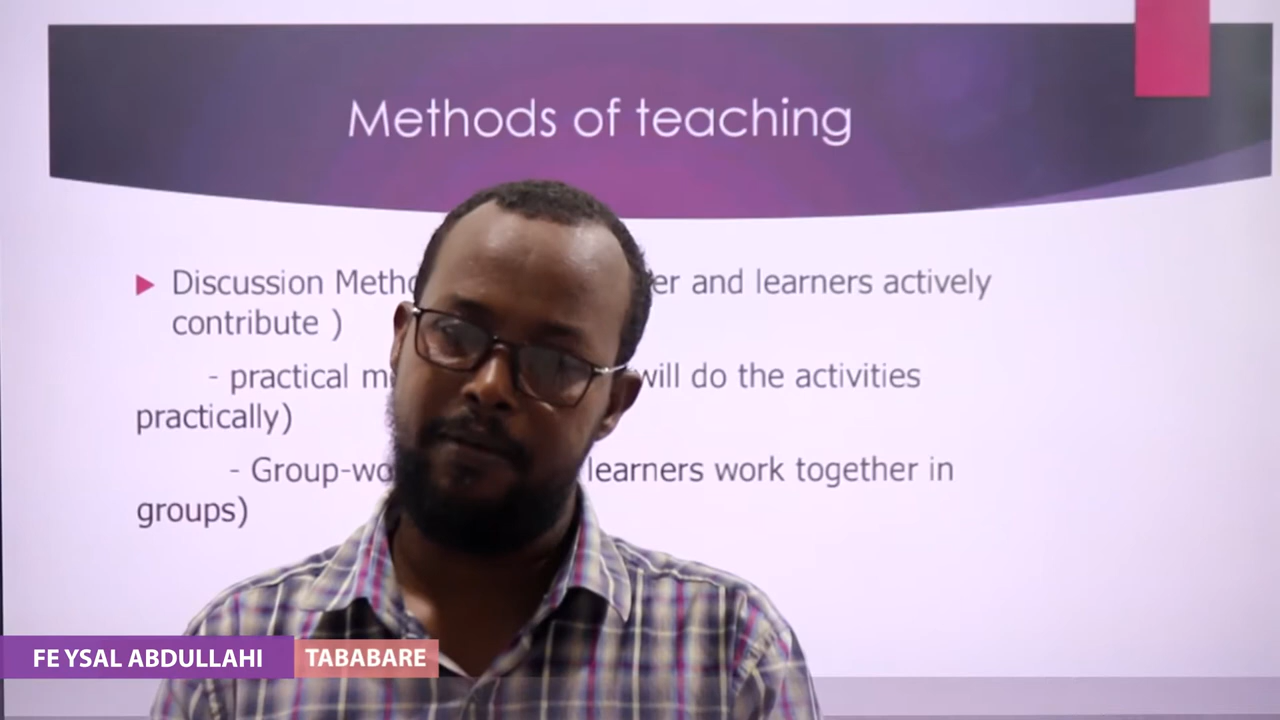 Methods of teaching
Discussion Metho er and learners actively
contribute )
- practical m will do the activities
practically)
- Group-wo learners work together in
groups)
FE YSAL ABDULLAHI
TABABARE